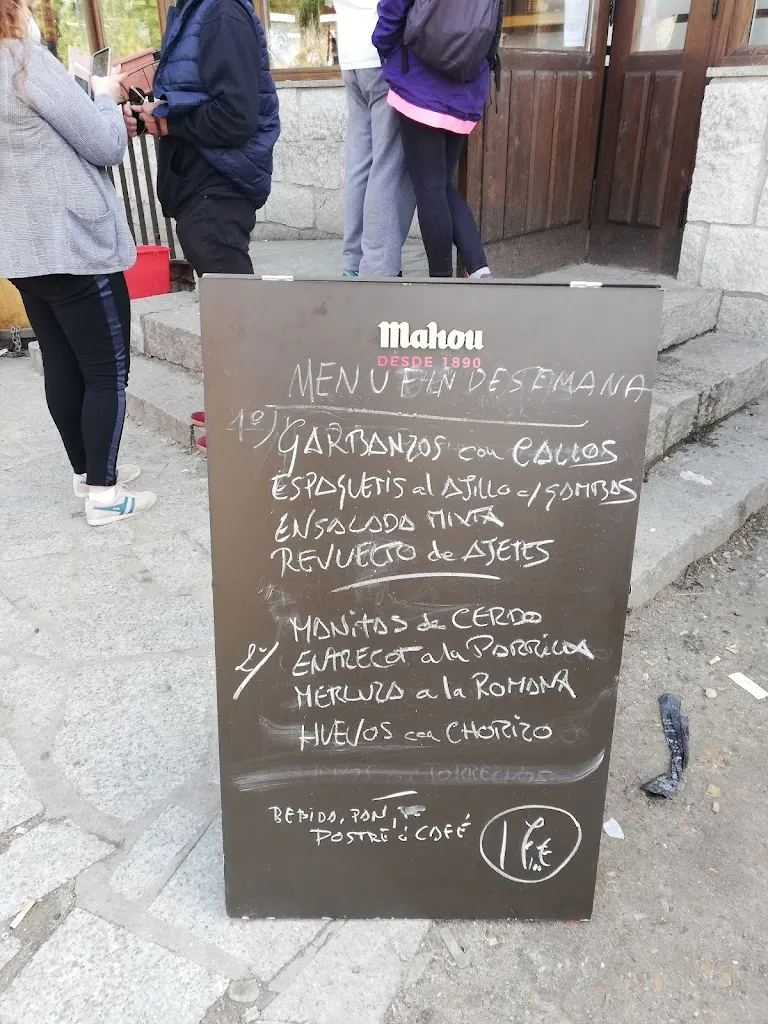 Mahou
DESDE 1890
MENU FIN DE SEMANA
1º) GARBANZOS con CALLOS
ESPAGUETIS al AJILLO c/ GAMBAS
ENSALADA MIXTA
REVUELTO de AJETES
MANITAS de CERDO
2º/ ENTRECOT a la PARRILLA
MERLUZA a la ROMANA
HUEVOS con CHORIZO
BEBIDA, PAN,
POSTRE ó CAFÉ